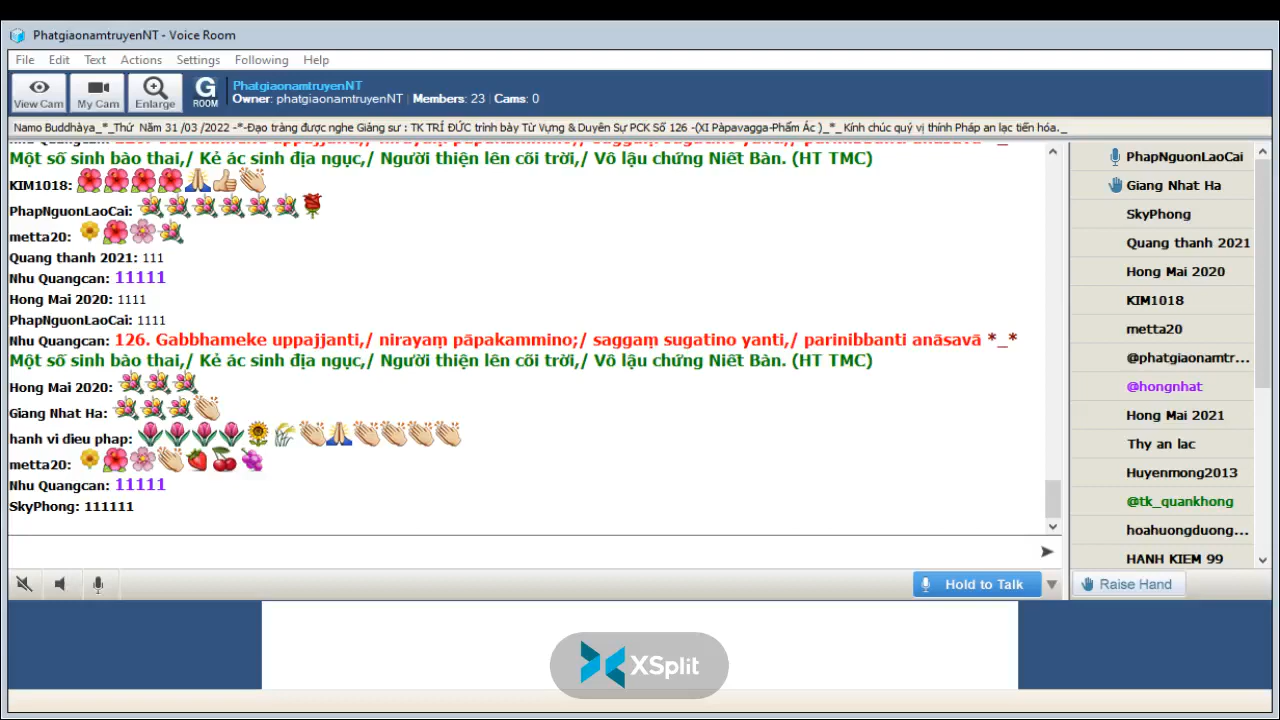 PhatgiaonamtruyenNT - Voice Room
File Edit Text Actions Settings Following Help
View Cam My Cam Enlarge G ROOM
PhatgiaonamtruyenNT
Owner: phatgiaonamtruyenNT | Members: 23 | Cams: 0
Namo Buddhàya_*_Thứ Năm 31 /03 /2022 -*-Đạo tràng được nghe Giảng sư : TK TRÍ ĐỨC trình bày Từ Vựng & Duyên Sự PCK Số 126 -(XI Pàpavagga-Phẩm Ác )_*_ Kính chúc quý vị thính Pháp an lạc tiến hóa._
Một số sinh bào thai,/ Kẻ ác sinh địa ngục,/ Người thiện lên cõi trời,/ Vô lậu chứng Niết Bàn. (HT TMC)
KIM1018:
PhapNguonLaoCai:
metta20:
Quang thanh 2021: 111
Nhu Quangcan: 11111
Hong Mai 2020: 1111
PhapNguonLaoCai: 1111
Nhu Quangcan: 126. Gabbhameke uppajjanti,/ nirayaṃ pāpakammino;/ saggaṃ sugatino yanti,/ parinibbanti anāsavā *_*
Một số sinh bào thai,/ Kẻ ác sinh địa ngục,/ Người thiện lên cõi trời,/ Vô lậu chứng Niết Bàn. (HT TMC)
Hong Mai 2020:
Giang Nhat Ha:
hanh vi dieu phap:
metta20:
Nhu Quangcan: 11111
SkyPhong: 111111
Hold to Talk
PhapNguonLaoCai
Giang Nhat Ha
SkyPhong
Quang thanh 2021
Hong Mai 2020
KIM1018
metta20
@phatgiaonamtr...
@hongnhat
Hong Mai 2021
Thy an lac
Huyenmong2013
@tk_quankhong
hoahuongduong...
HANH KIEM 99
Raise Hand
XSplit